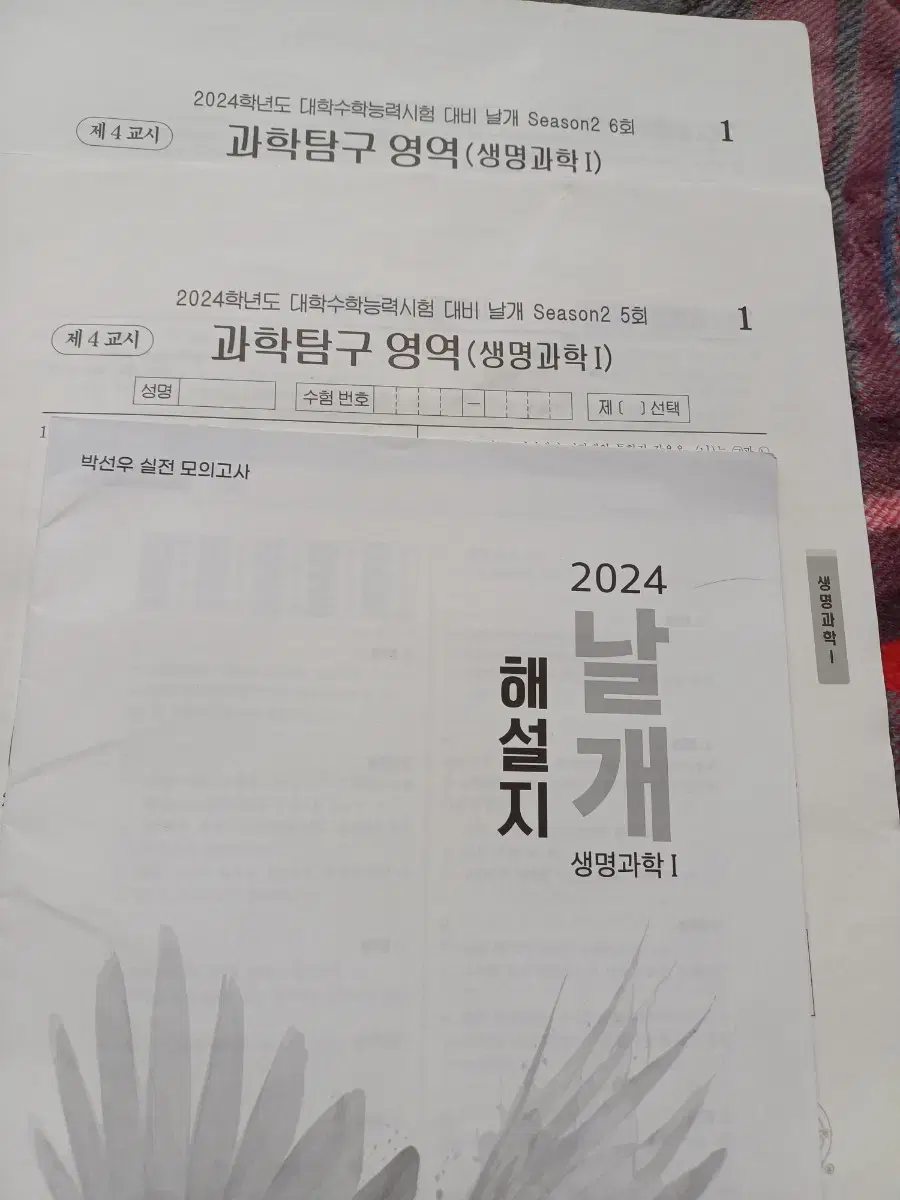 2024학년도 대학수학능력시험 대비 날개 Season2 6회
제 4 교시
과학탐구 영역 (생명과학 I)
1
2024학년도 대학수학능력시험 대비 날개 Season2 5회
제 4 교시
과학탐구 영역 (생명과학 I)
1
성명
수험 번호
—
제 ( ) 선택
1
박선우 실전 모의고사
2024
날개
해설지
생명과학 I
생명과학 I